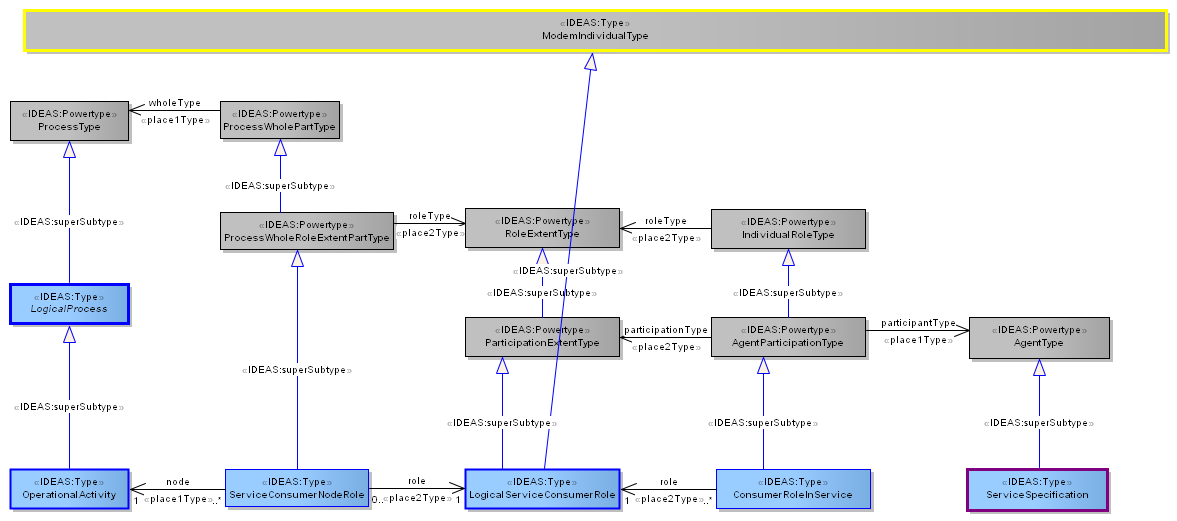 «IDEAS:Type»
ModemIndividualType
«IDEAS:Powertype»
ProcessType
wholeType
«place1Type»
«IDEAS:Powertype»
ProcessWholePartType
«IDEAS:superSubtype»
«IDEAS:superSubtype»
«IDEAS:Powertype»
ProcessWholeRoleExtentPartType
roleType
«place2Type»
«IDEAS:Powertype»
RoleExtentType
roleType
«place2Type»
«IDEAS:Powertype»
IndividualRoleType
«IDEAS:superSubtype»
«IDEAS:superSubtype»
«IDEAS:superSubtype»
«IDEAS:Type»
LogicalProcess
«IDEAS:Powertype»
ParticipationExtentType
participationType
«place2Type»
«IDEAS:Powertype»
AgentParticipationType
participantType
«place1Type»
«IDEAS:Powertype»
AgentType
«IDEAS:superSubtype»
«IDEAS:superSubtype»
«IDEAS:superSubtype»
«IDEAS:superSubtype»
«IDEAS:superSubtype»
«IDEAS:Type»
OperationalActivity
node
1 «place1Type» ..*
«IDEAS:Type»
ServiceConsumerNodeRole
role
0.. «place2Type» 1
«IDEAS:Type»
LogicalServiceConsumerRole
role
1 «place2Type» ..*
«IDEAS:Type»
ConsumerRoleInService
«IDEAS:Type»
ServiceSpecification